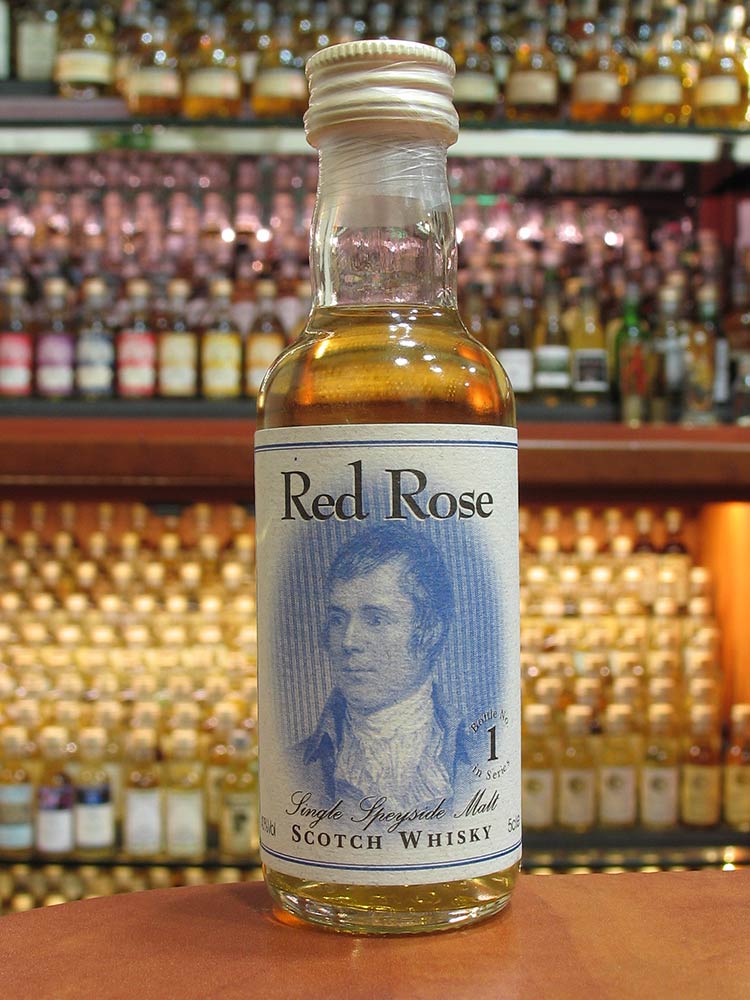 Red Rose
Bottle No
1
in Series
Single Speyside Malt
SCOTCH WHISKY
5cl